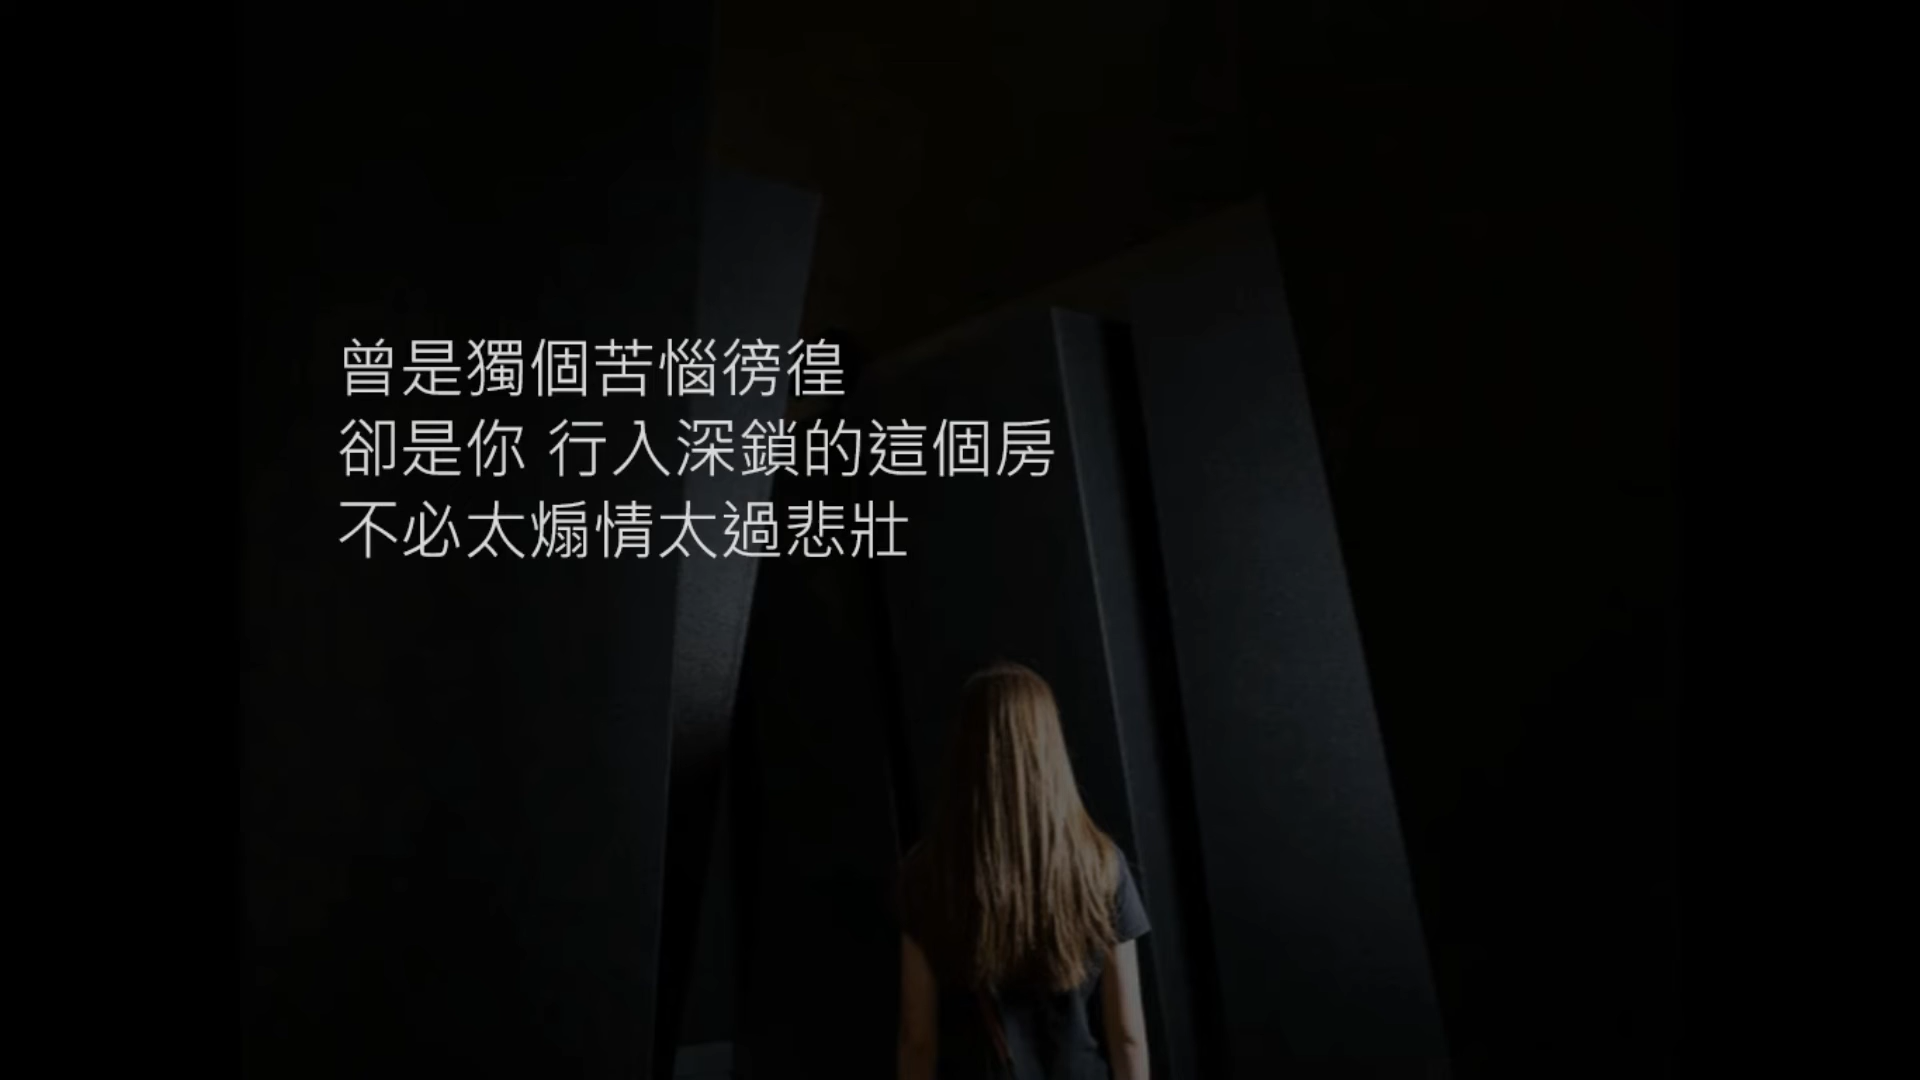 曾是獨個苦惱徬徨
卻是你 行入深鎖的這個房
不必太煽情太過悲壯